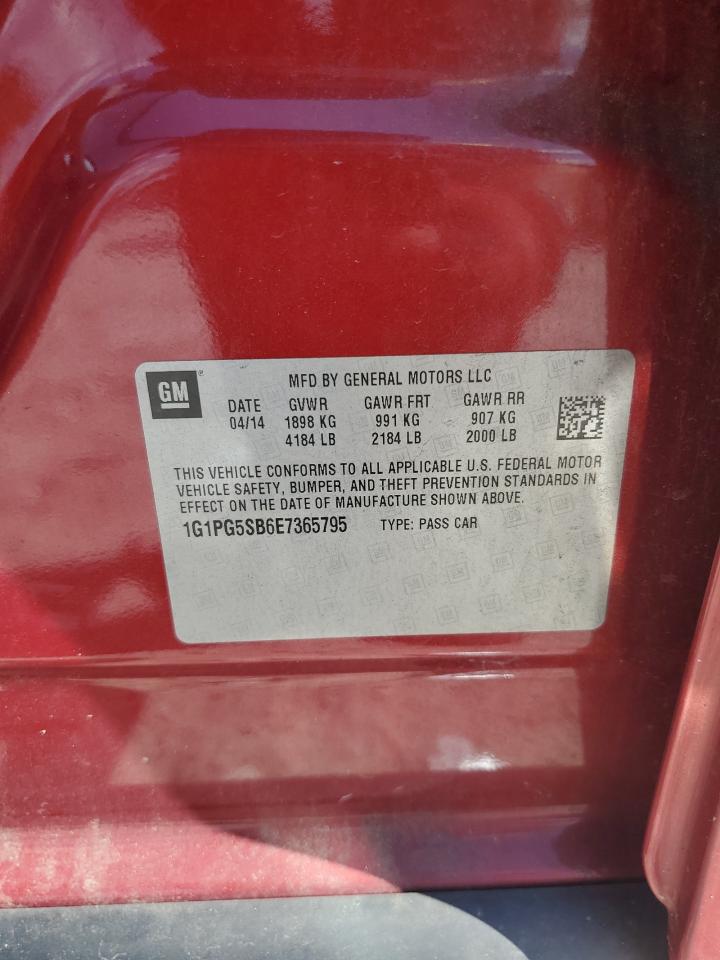 GM
MFD BY GENERAL MOTORS LLC
DATE GVWR GAWR FRT GAWR RR
04/14 1898 KG 991 KG 907 KG
4184 LB 2184 LB 2000 LB
THIS VEHICLE CONFORMS TO ALL APPLICABLE U.S. FEDERAL MOTOR
VEHICLE SAFETY, BUMPER, AND THEFT PREVENTION STANDARDS IN
EFFECT ON THE DATE OF MANUFACTURE SHOWN ABOVE.
1G1PG5SB6E7365795 TYPE: PASS CAR